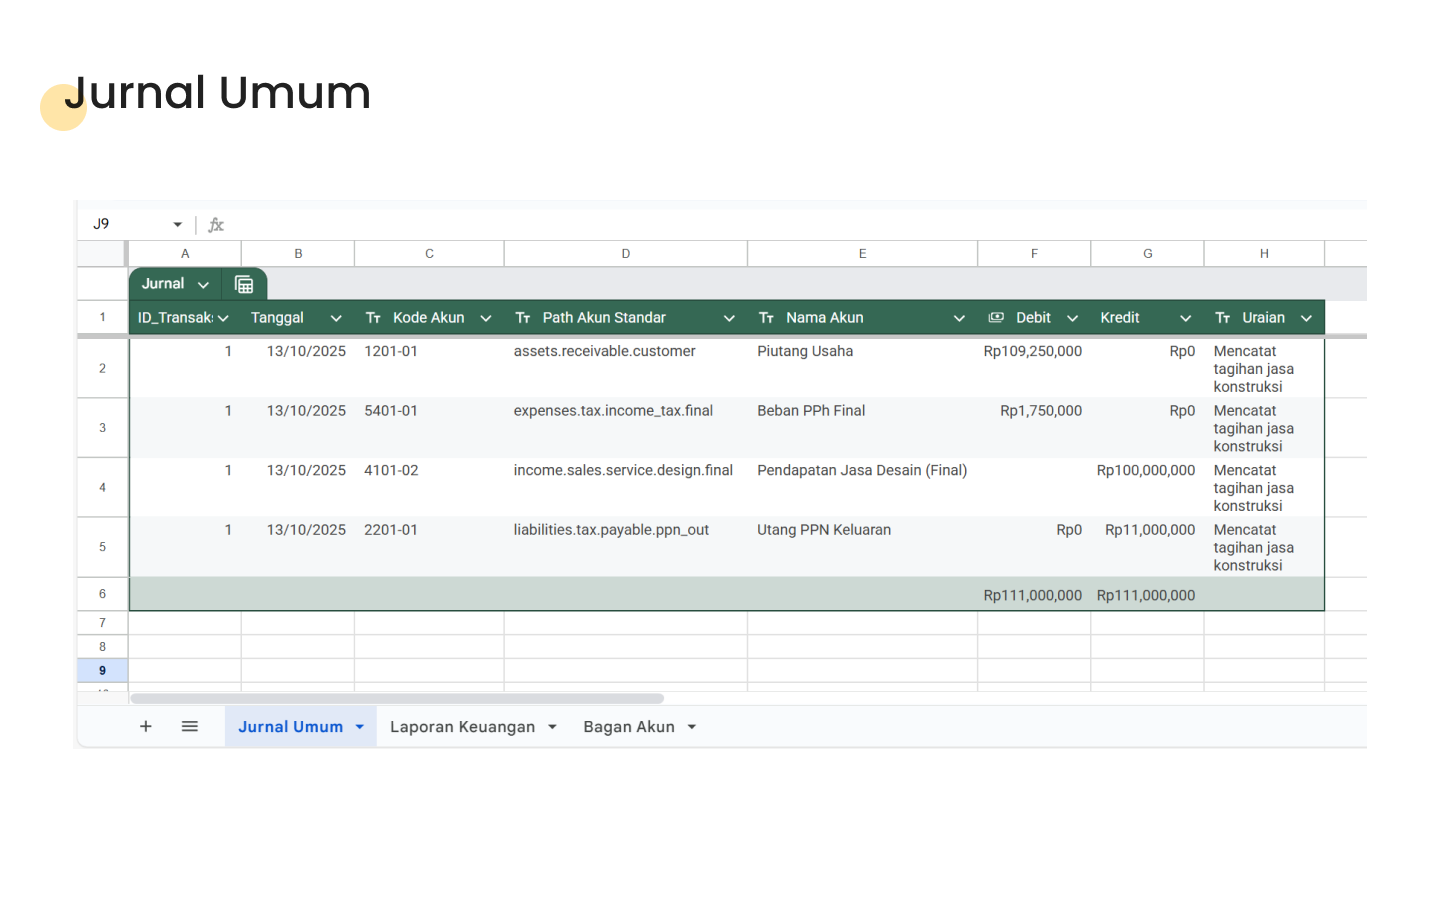 Jurnal Umum
J9
fx
A B C D E F G H
Jurnal
1 ID_Transaks Tanggal Tт Kode Akun Tт Path Akun Standar Tт Nama Akun Debit Kredit Tт Uraian
2 1 13/10/2025 1201-01 assets.receivable.customer Piutang Usaha Rp109,250,000 Rp0 Mencatat
tagihan jasa
konstruksi
3 1 13/10/2025 5401-01 expenses.tax.income_tax.final Beban PPh Final Rp1,750,000 Rp0 Mencatat
tagihan jasa
konstruksi
4 1 13/10/2025 4101-02 income.sales.service.design.final Pendapatan Jasa Desain (Final) Rp100,000,000 Mencatat
tagihan jasa
konstruksi
5 1 13/10/2025 2201-01 liabilities.tax.payable.ppn_out Utang PPN Keluaran Rp0 Rp11,000,000 Mencatat
tagihan jasa
konstruksi
6 Rp111,000,000 Rp111,000,000
7
8
9
Jurnal Umum Laporan Keuangan Bagan Akun